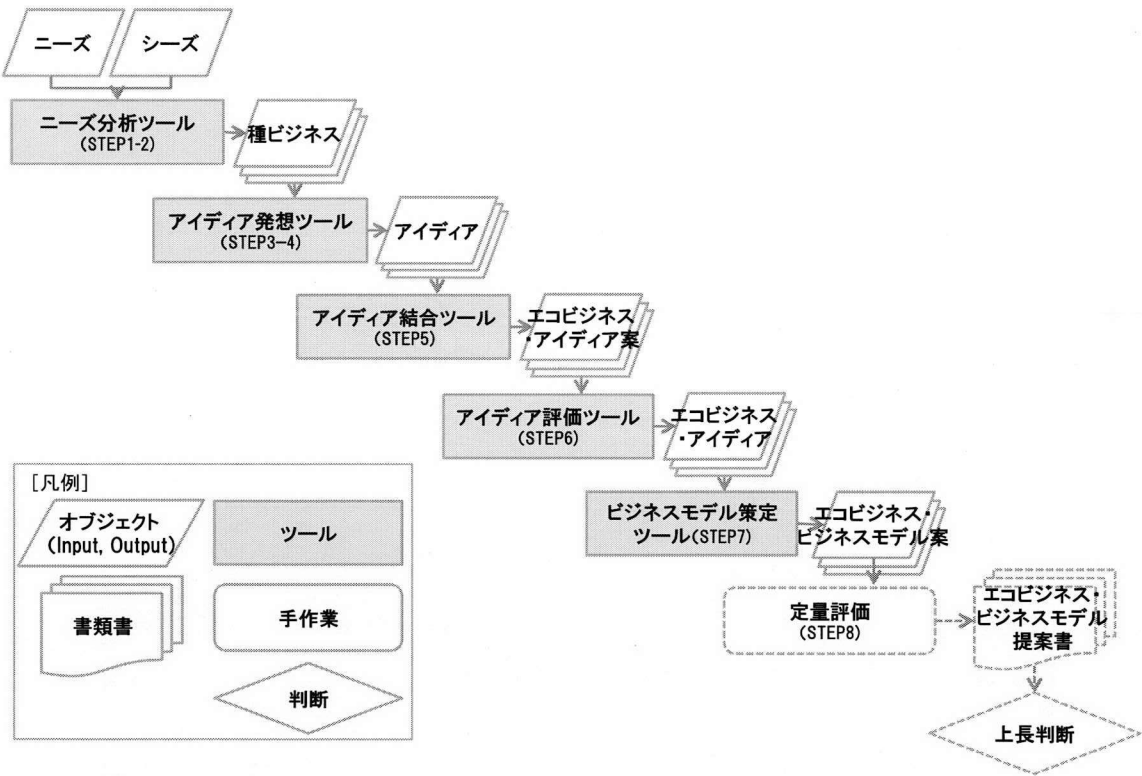 ニーズ
シーズ
ニーズ分析ツール
(STEP1-2)
種ビジネス
アイディア発想ツール
(STEP3-4)
アイディア
アイディア結合ツール
(STEP5)
エコビジネス
・アイディア案
アイディア評価ツール
(STEP6)
エコビジネス
・アイディア
ビジネスモデル策定
ツール(STEP7)
エコビジネス・
ビジネスモデル案
定量評価
(STEP8)
エコビジネス・
ビジネスモデル
提案書
上長判断
[凡例]
オブジェクト
(Input, Output)
ツール
書類書
手作業
判断